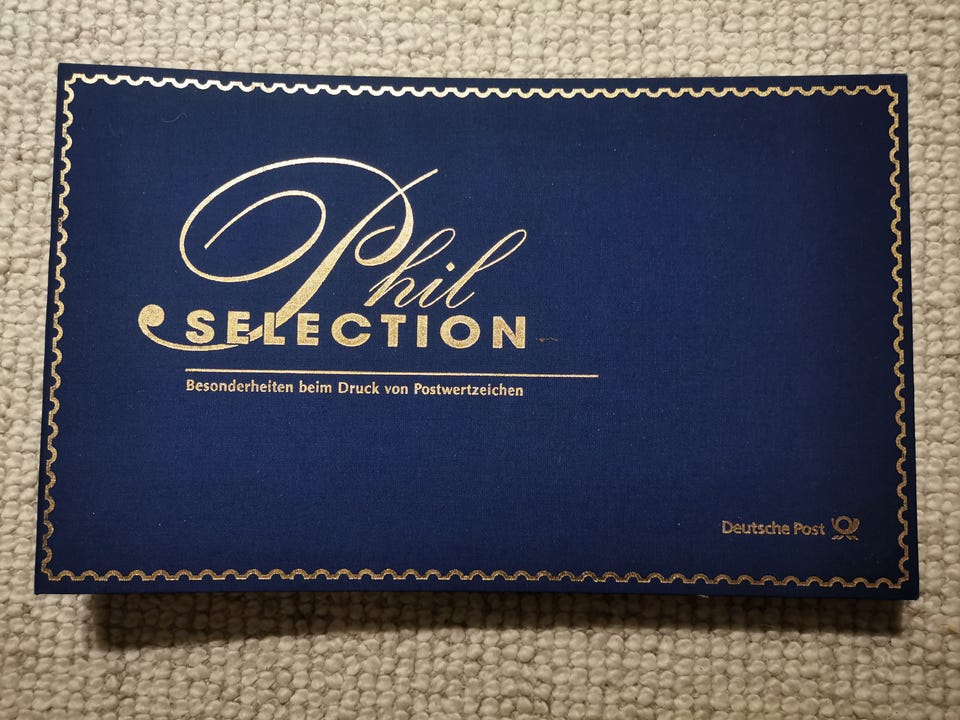 Phil
SELECTION
Besonderheiten beim Druck von Postwertzeichen
Deutsche Post